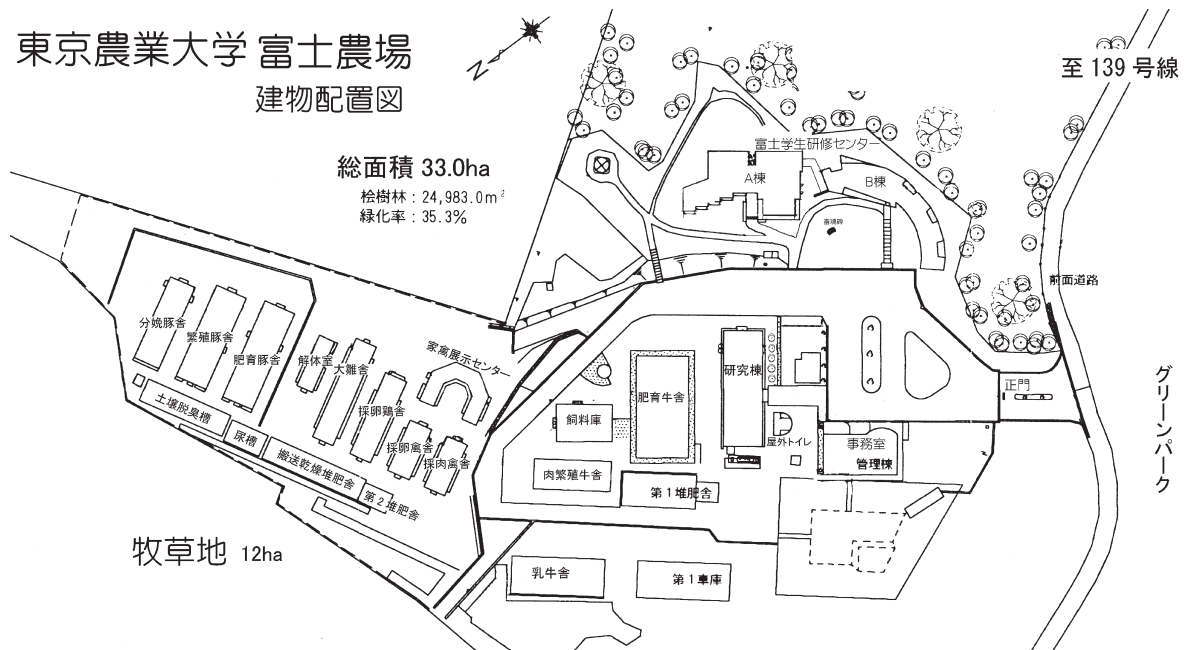 東京農業大学 富士農場
建物配置図
N
至 139 号線
総面積 33.0ha
桧樹林:24,983.0m²
緑化率:35.3%
富士学生研修センター
A棟
B棟
前面道路
分娩豚舎
繁殖豚舎
肥育豚舎
解体室
大雛舎
家禽展示センター
採卵鶏舎
採卵禽舎
採肉禽舎
土壌脱臭槽
尿槽
搬送乾燥堆肥舎
第2堆肥舎
飼料庫
肥育牛舎
研究棟
正門
屋外トイレ
事務室
管理棟
肉繁殖牛舎
第1堆肥舎
グリーンパーク
牧草地 12ha
乳牛舎
第1車庫